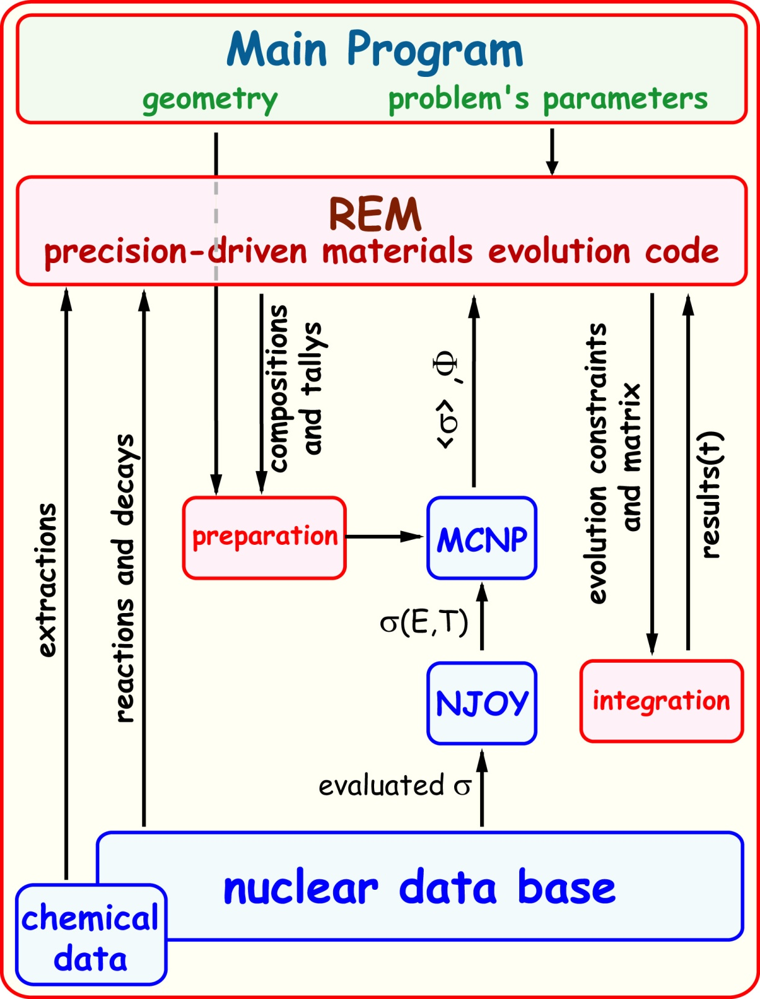 Main Program
geometry
problem's parameters
REM
precision-driven materials evolution code
extractions
reactions and decays
compositions
and tallys
<σ> ,Φ
evolution constraints
and matrix
results(t)
preparation
MCNP
σ(E,T)
NJOY
integration
evaluated σ
nuclear data base
chemical
data